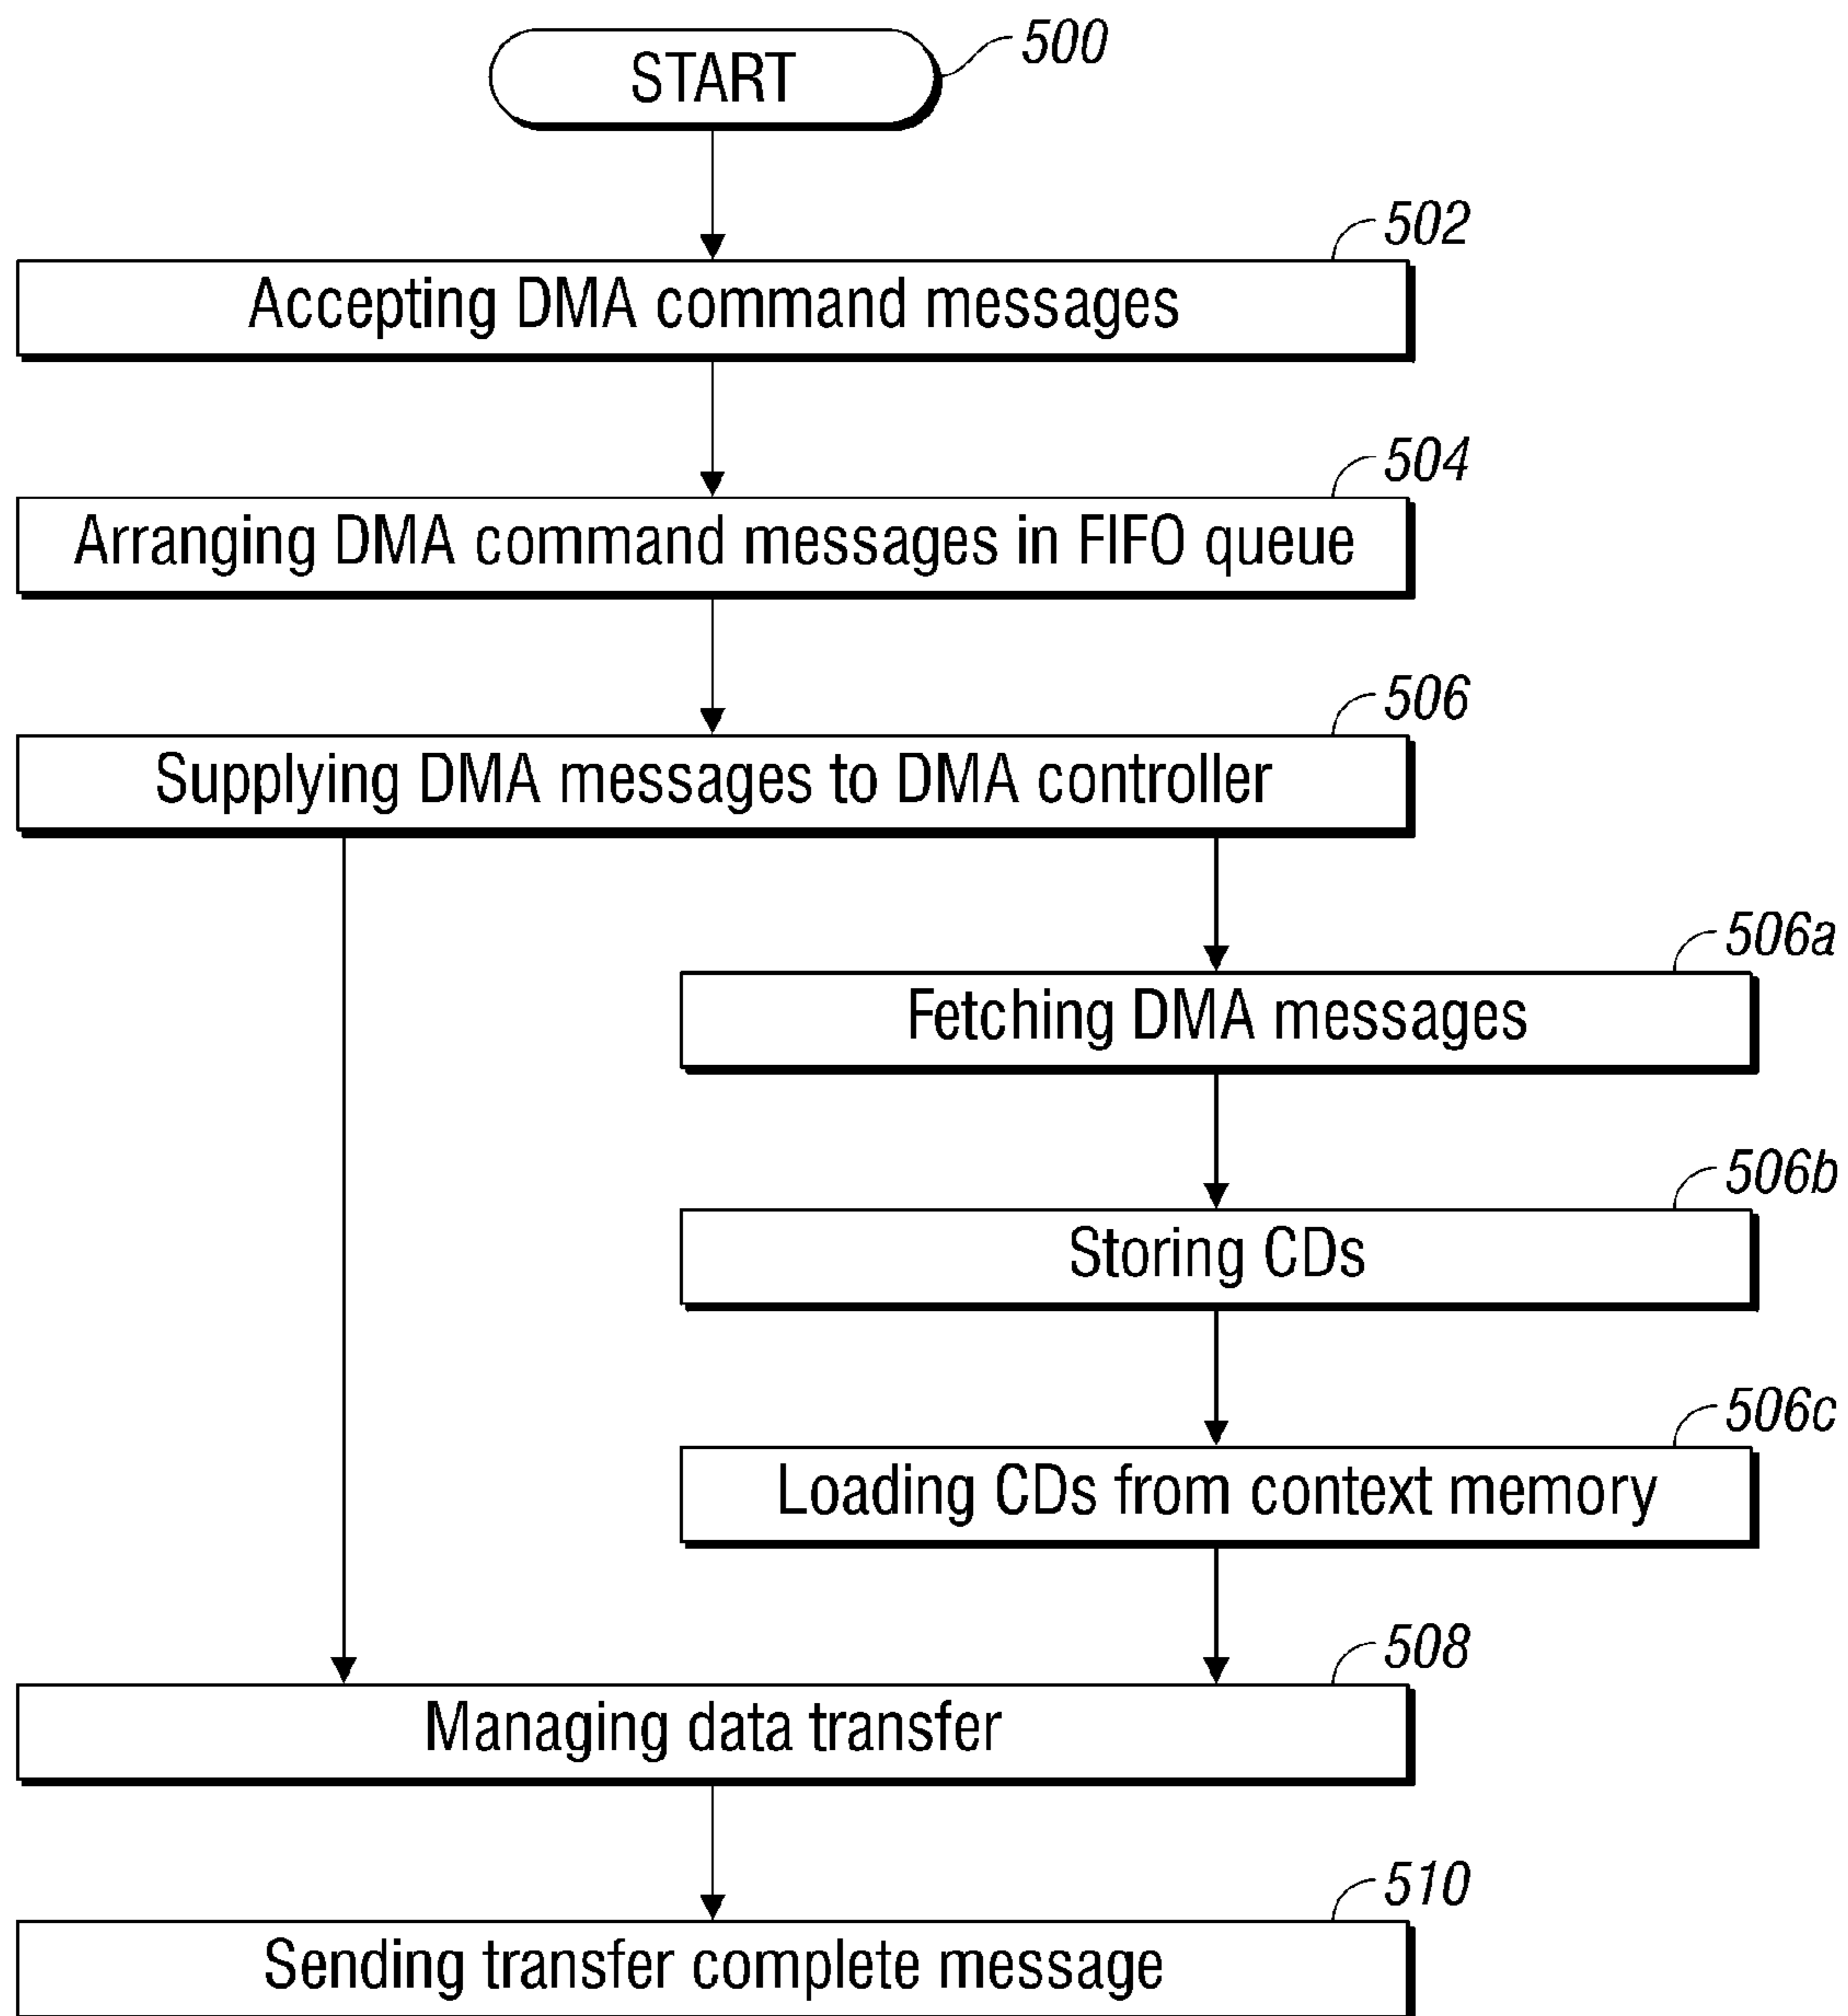 START
500
502
Accepting DMA command messages
504
Arranging DMA command messages in FIFO queue
506
Supplying DMA messages to DMA controller
506a
Fetching DMA messages
506b
Storing CDs
506c
Loading CDs from context memory
508
Managing data transfer
510
Sending transfer complete message